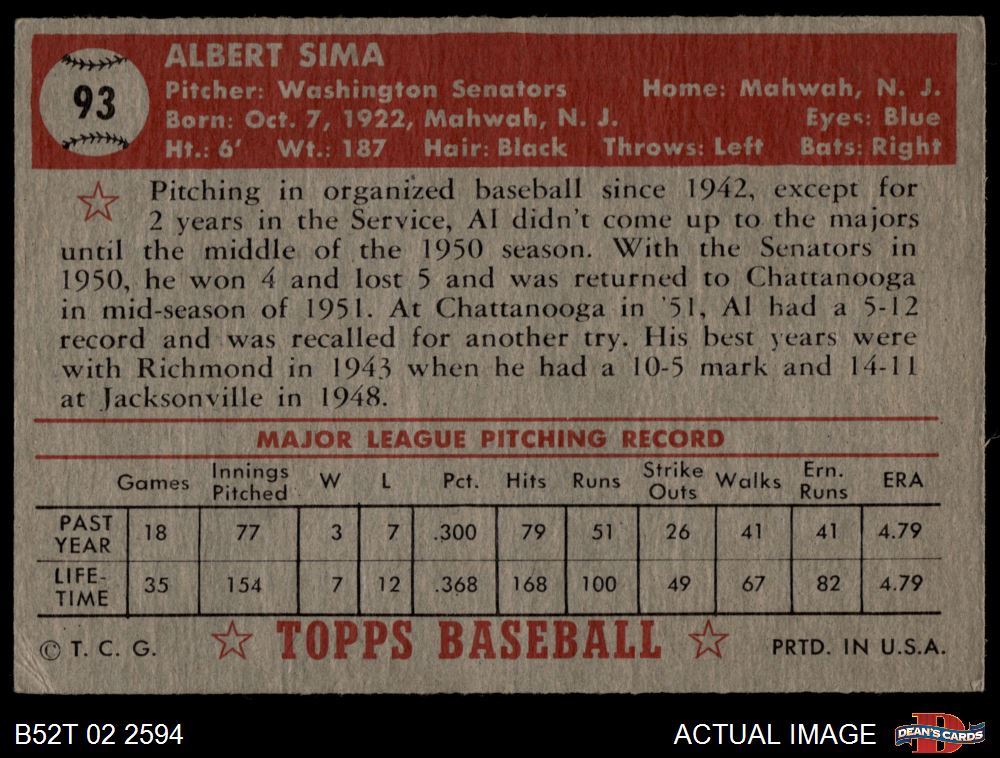 93
ALBERT SIMA
Pitcher: Washington Senators Home: Mahwah, N. J.
Born: Oct. 7, 1922, Mahwah, N. J. Eyes: Blue
Ht.: 6' Wt.: 187 Hair: Black Throws: Left Bats: Right
Pitching in organized baseball since 1942, except for
2 years in the Service, Al didn't come up to the majors
until the middle of the 1950 season. With the Senators in
1950, he won 4 and lost 5 and was returned to Chattanooga
in mid-season of 1951. At Chattanooga in '51, Al had a 5-12
record and was recalled for another try. His best years were
with Richmond in 1943 when he had a 10-5 mark and 14-11
at Jacksonville in 1948.
MAJOR LEAGUE PITCHING RECORD
Games Innings Pitched W L Pct. Hits Runs Strike Outs Walks Ern. Runs ERA
PAST YEAR 18 77 3 7 .300 79 51 26 41 41 4.79
LIFE-TIME 35 154 7 12 .368 168 100 49 67 82 4.79
© T. C. G. TOPPS BASEBALL PRTD. IN U.S.A.
B52T 02 2594 ACTUAL IMAGE DEAN'S CARDS